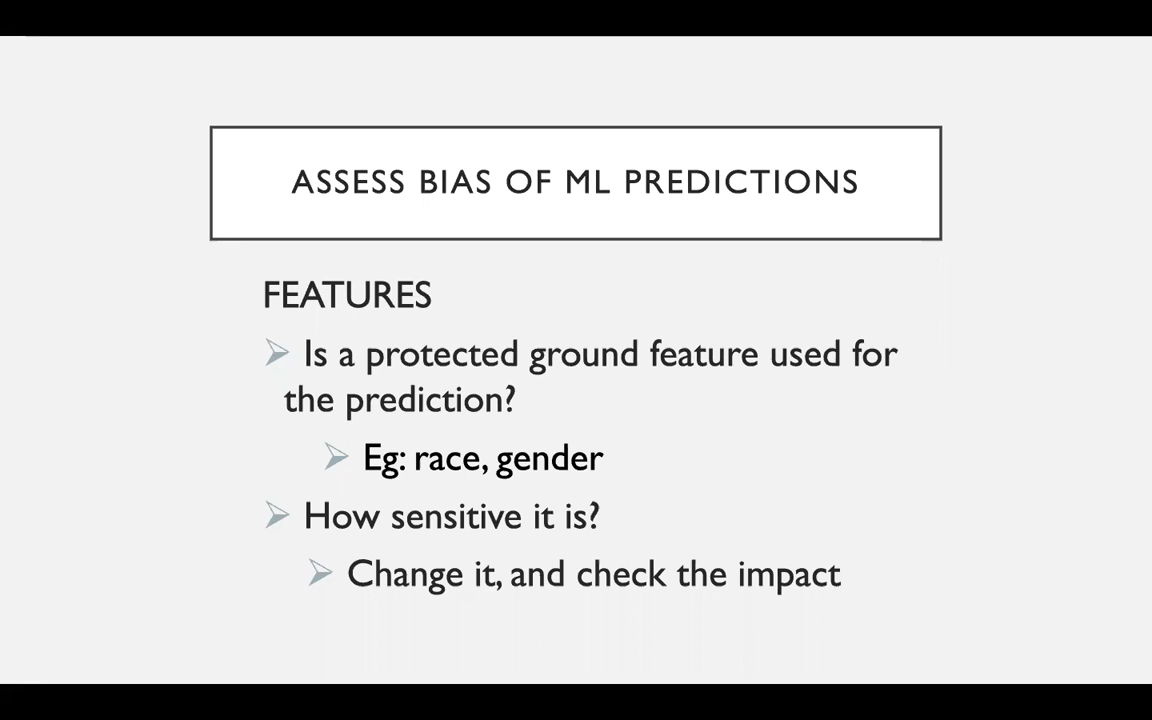 ASSESS BIAS OF ML PREDICTIONS
FEATURES
Is a protected ground feature used for
the prediction?
Eg: race, gender
How sensitive it is?
Change it, and check the impact